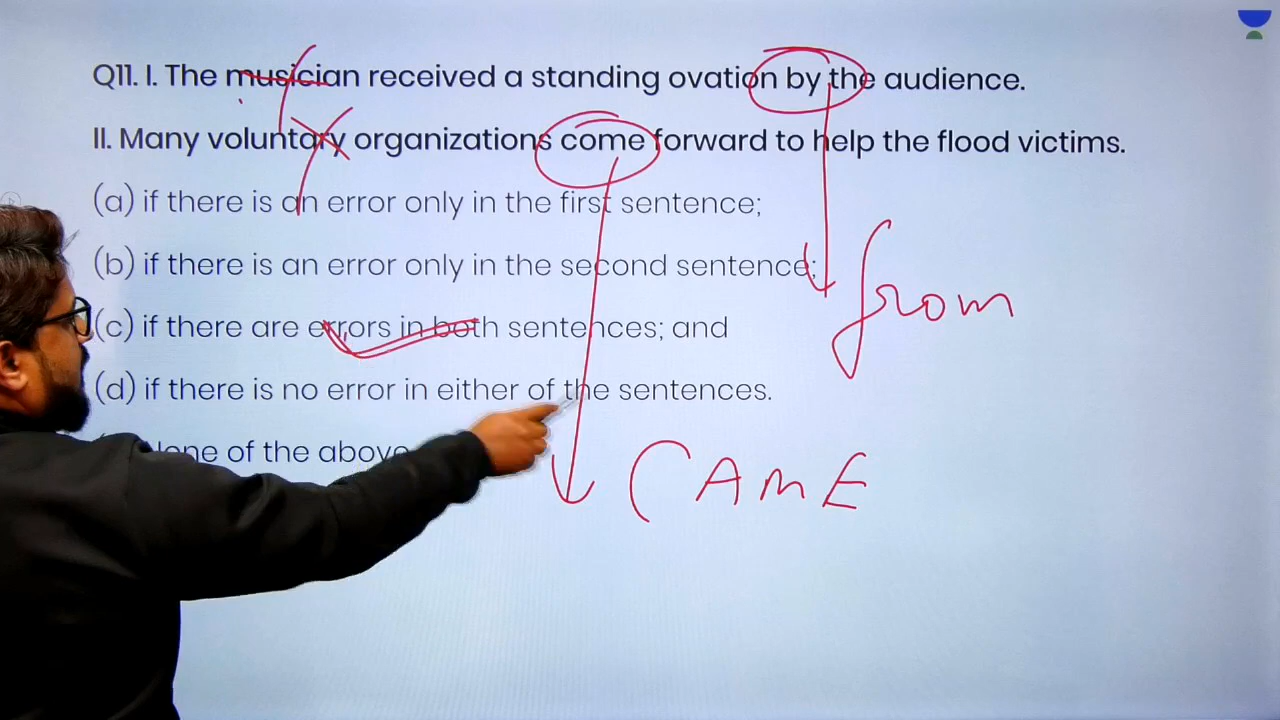 Q11. I. The musician received a standing ovation by the audience.
II. Many voluntary organizations come forward to help the flood victims.
(a) if there is an error only in the first sentence;
(b) if there is an error only in the second sentence;
from
(c) if there are errors in both sentences; and
(d) if there is no error in either of the sentences.
None of the above
CAME